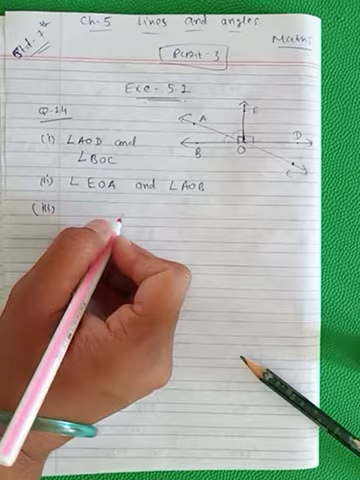 Ch-5 Lines and angles
Std. 7th
Maths
Part-3
Exe - 5.2
Q-14
E
A
D
B
O
C
(i) ∠AOD and
∠BOC
(ii) ∠EOA and ∠AOB
(iii)